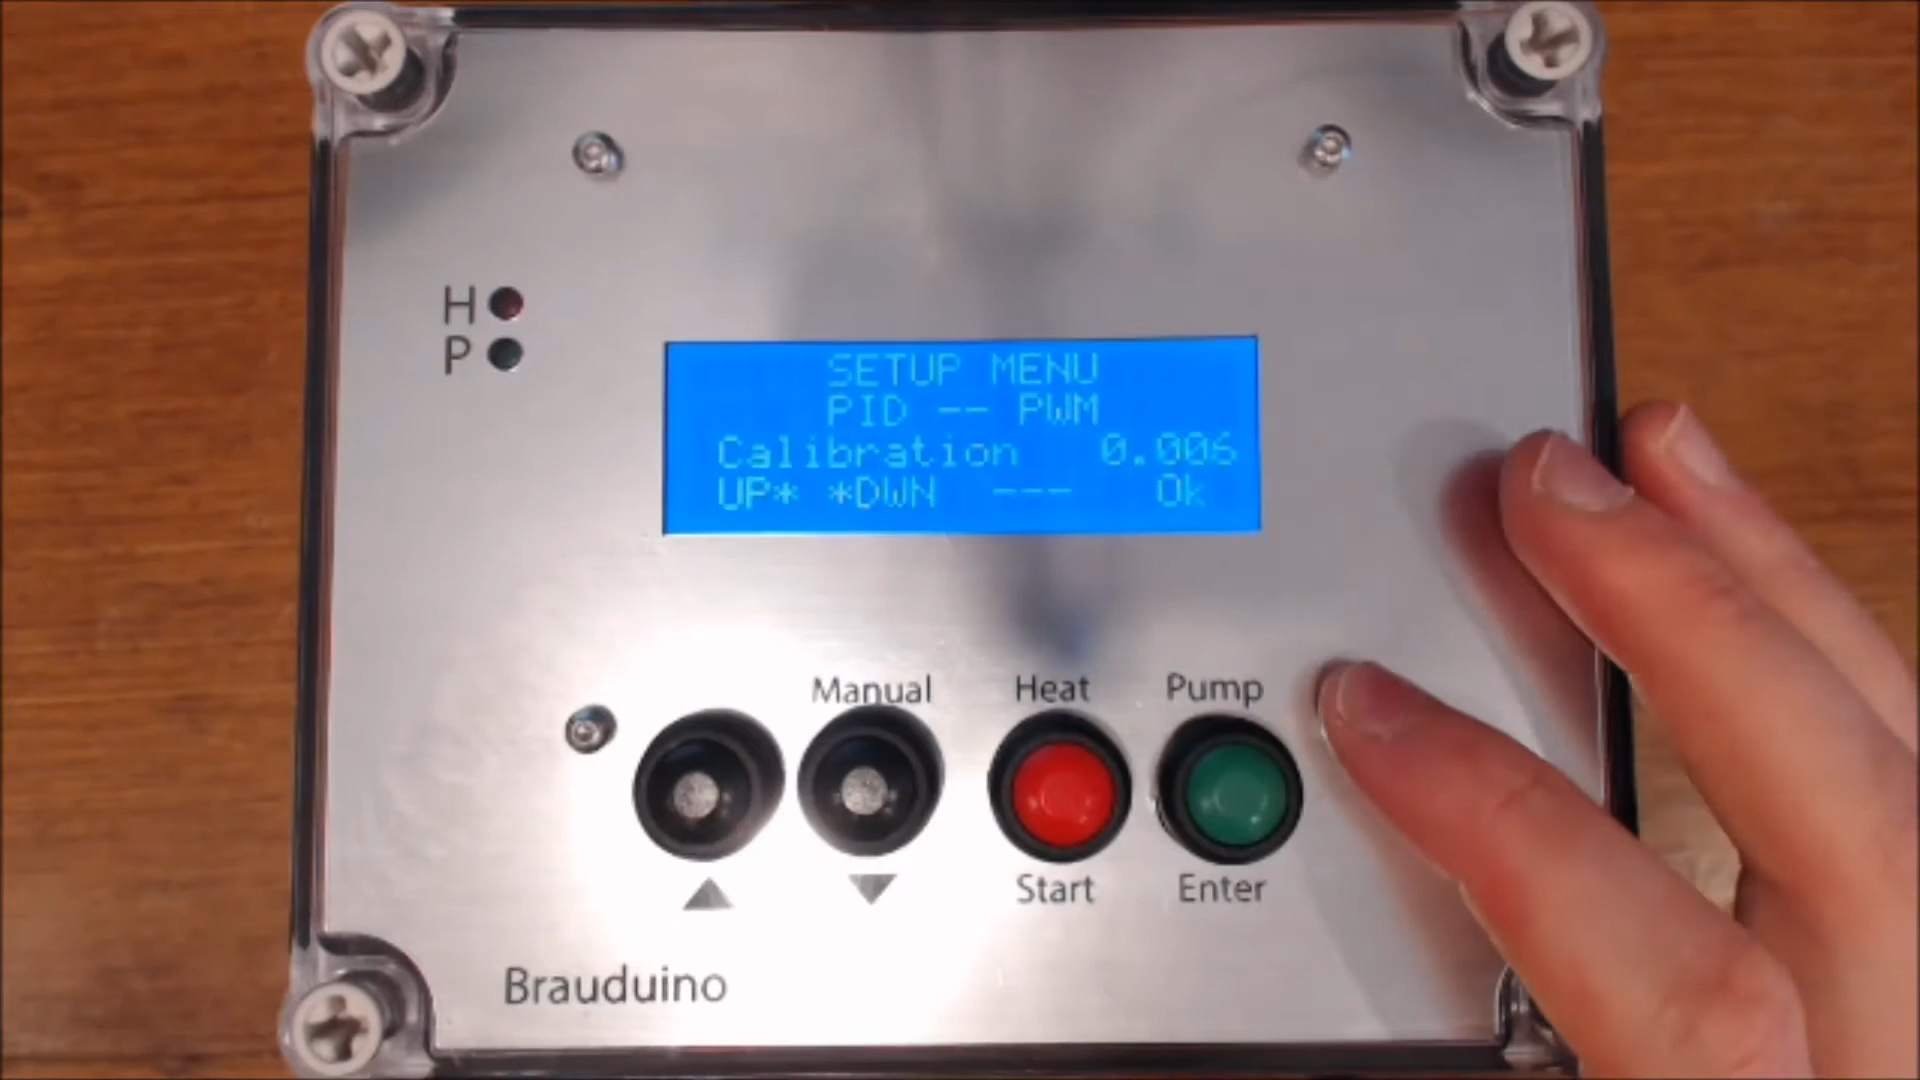 H
P
SETUP MENU
PID -- PWM
Calibration 0.006
UP* *DWN --- Ok
Manual Heat Pump
Start Enter
Brauduino